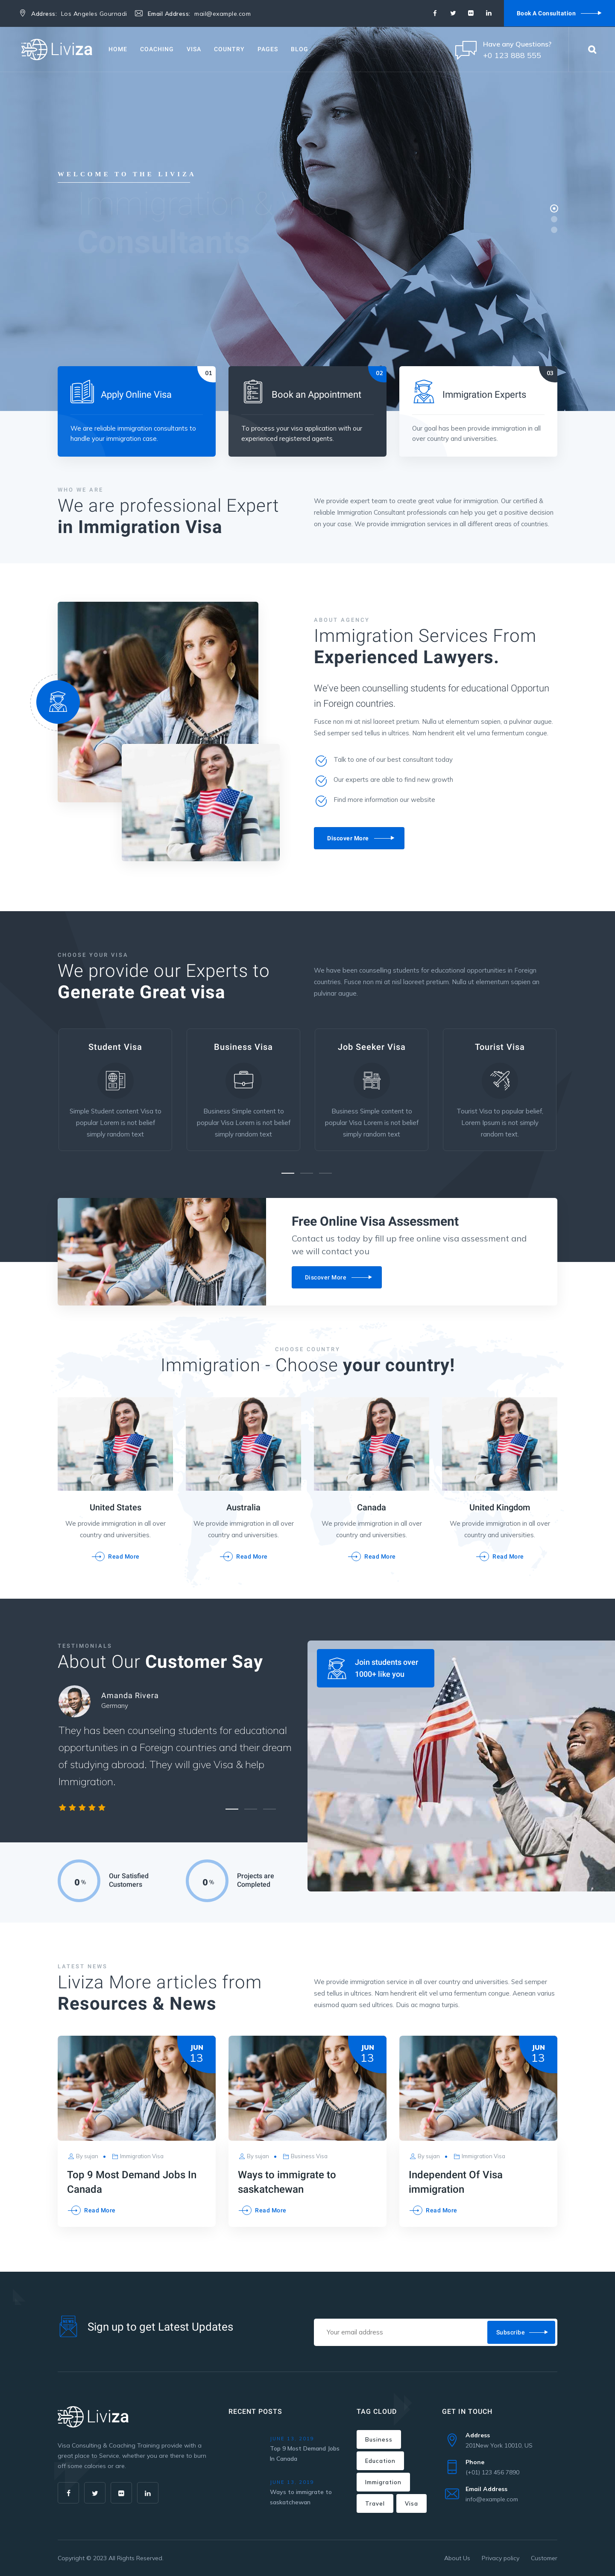 Address: Los Angeles Gournadi Email Address: mail@example.com
Book A Consultation
Liviza
HOME COACHING VISA COUNTRY PAGES BLOG
Have any Questions?
+0 123 888 555
WELCOME TO THE LIVIZA
Immigration & Visa
Consultants
01
Apply Online Visa
We are reliable immigration consultants to
handle your immigration case.
02
Book an Appointment
To process your visa application with our
experienced registered agents.
03
Immigration Experts
Our goal has been provide immigration in all
over country and universities.
WHO WE ARE
We are professional Expert
in Immigration Visa
We provide expert team to create great value for immigration. Our certified &
reliable Immigration Consultant professionals can help you get a positive decision
on your case. We provide immigration services in all different areas of countries.
ABOUT AGENCY
Immigration Services From
Experienced Lawyers.
We've been counselling students for educational Opportun
in Foreign countries.
Fusce non mi at nisl laoreet pretium. Nulla ut elementum sapien, a pulvinar augue.
Sed semper sed tellus in ultrices. Nam hendrerit elit vel urna fermentum congue.
Talk to one of our best consultant today
Our experts are able to find new growth
Find more information our website
Discover More
CHOOSE YOUR VISA
We provide our Experts to
Generate Great visa
We have been counselling students for educational opportunities in Foreign
countries. Fusce non mi at nisl laoreet pretium. Nulla ut elementum sapien an
pulvinar augue.
Student Visa
Simple Student content Visa to
popular Lorem is not belief
simply random text
Business Visa
Business Simple content to
popular Visa Lorem is not belief
simply random text
Job Seeker Visa
Business Simple content to
popular Visa Lorem is not belief
simply random text
Tourist Visa
Tourist Visa to popular belief,
Lorem Ipsum is not simply
random text.
Free Online Visa Assessment
Contact us today by fill up free online visa assessment and
we will contact you
Discover More
CHOOSE COUNTRY
Immigration - Choose your country!
United States
We provide immigration in all over
country and universities.
Read More
Australia
We provide immigration in all over
country and universities.
Read More
Canada
We provide immigration in all over
country and universities.
Read More
United Kingdom
We provide immigration in all over
country and universities.
Read More
TESTIMONIALS
About Our Customer Say
Amanda Rivera
Germany
They has been counseling students for educational
opportunities in a Foreign countries and their dream
of studying abroad. They will give Visa & help
Immigration.
Join students over
1000+ like you
0 %
Our Satisfied
Customers
0 %
Projects are
Completed
LATEST NEWS
Liviza More articles from
Resources & News
We provide immigration service in all over country and universities. Sed semper
sed tellus in ultrices. Nam hendrerit elit vel urna fermentum congue. Aenean varius
euismod quam sed ultrices. Duis ac magna turpis.
JUN
13
By sujan Immigration Visa
Top 9 Most Demand Jobs In
Canada
Read More
JUN
13
By sujan Business Visa
Ways to immigrate to
saskatchewan
Read More
JUN
13
By sujan Immigration Visa
Independent Of Visa
immigration
Read More
Sign up to get Latest Updates
Your email address
Subscribe
Liviza
Visa Consulting & Coaching Training provide with a
great place to Service, whether you are there to burn
off some calories or are.
RECENT POSTS
JUNE 13, 2019
Top 9 Most Demand Jobs
In Canada
JUNE 13, 2019
Ways to immigrate to
saskatchewan
TAG CLOUD
Business
Education
Immigration
Travel Visa
GET IN TOUCH
Address
201New York 10010, US
Phone
(+01) 123 456 7890
Email Address
info@example.com
Copyright © 2023 All Rights Reserved.
About Us Privacy policy Customer